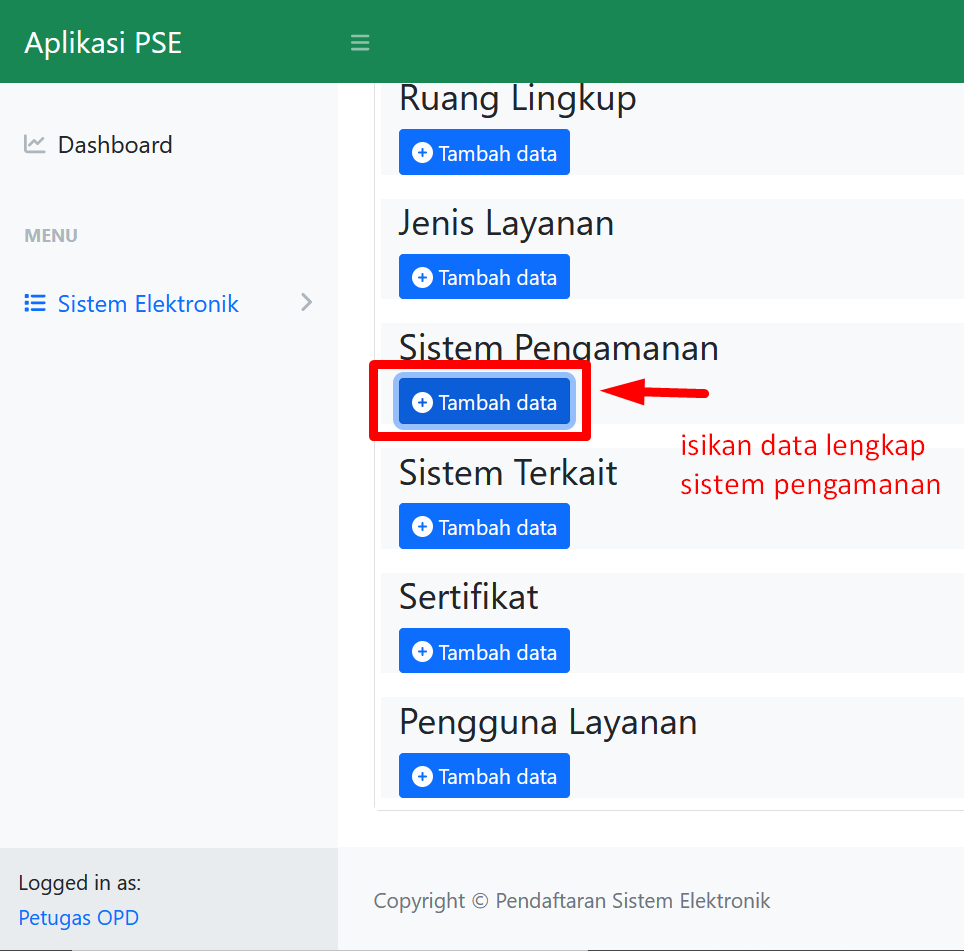 Aplikasi PSE
Dashboard
MENU
Sistem Elektronik
Ruang Lingkup
Tambah data
Jenis Layanan
Tambah data
Sistem Pengamanan
Tambah data
isikan data lengkap
sistem pengamanan
Sistem Terkait
Tambah data
Sertifikat
Tambah data
Pengguna Layanan
Tambah data
Logged in as:
Petugas OPD
Copyright © Pendaftaran Sistem Elektronik